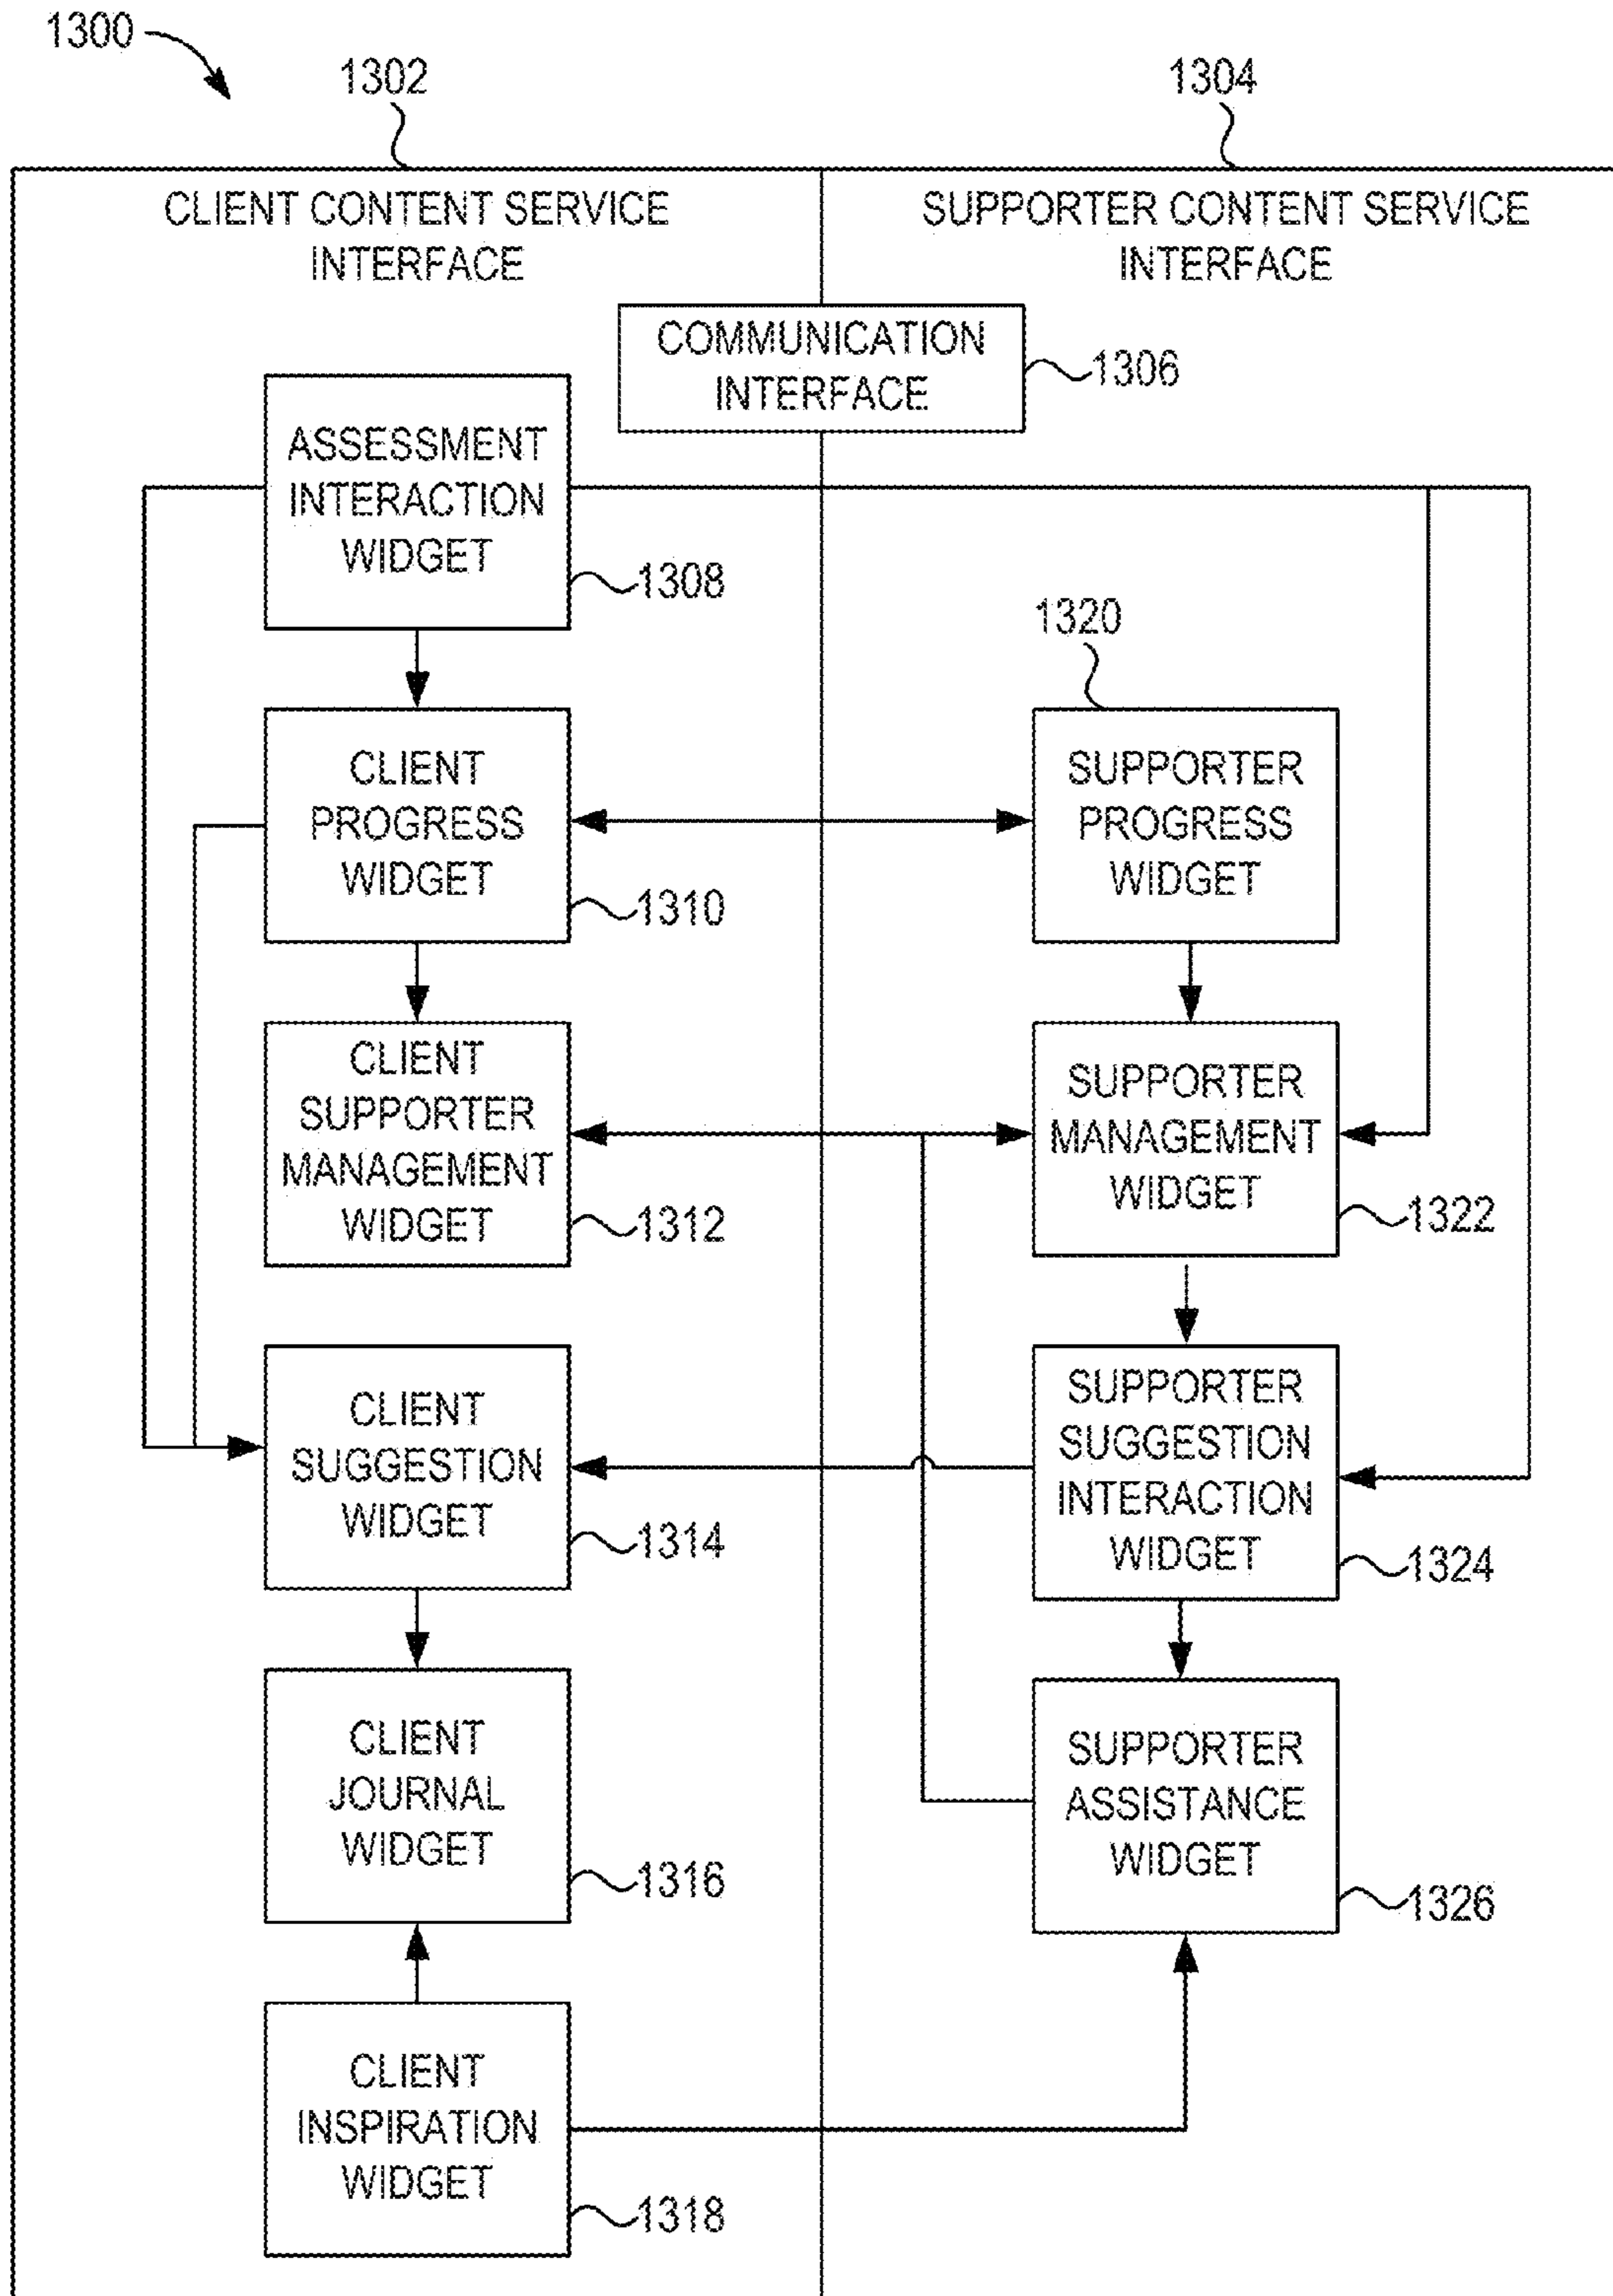 1300
1302
1304
CLIENT CONTENT SERVICE
INTERFACE
SUPPORTER CONTENT SERVICE
INTERFACE
COMMUNICATION
INTERFACE
1306
ASSESSMENT
INTERACTION
WIDGET
1308
1320
CLIENT
PROGRESS
WIDGET
1310
SUPPORTER
PROGRESS
WIDGET
CLIENT
SUPPORTER
MANAGEMENT
WIDGET
1312
SUPPORTER
MANAGEMENT
WIDGET
1322
CLIENT
SUGGESTION
WIDGET
1314
SUPPORTER
SUGGESTION
INTERACTION
WIDGET
1324
CLIENT
JOURNAL
WIDGET
1316
SUPPORTER
ASSISTANCE
WIDGET
1326
CLIENT
INSPIRATION
WIDGET
1318